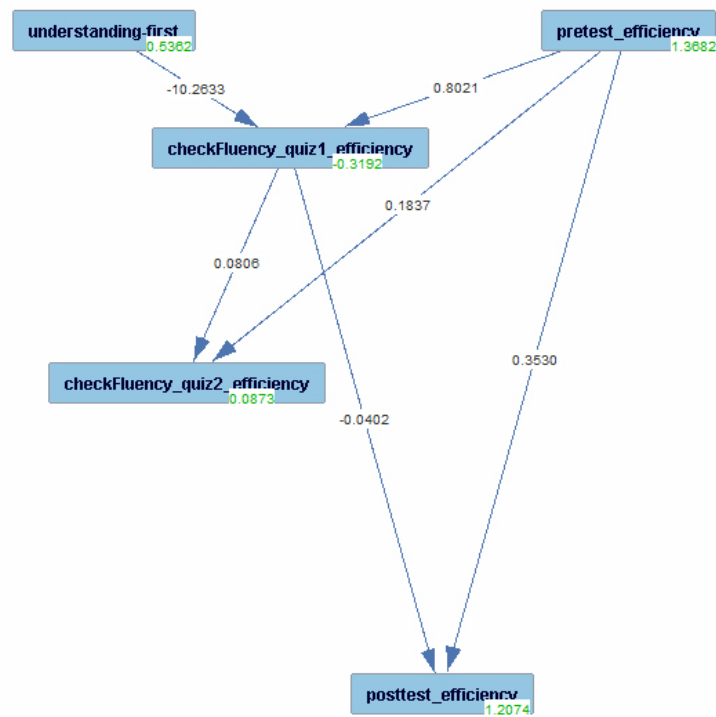 understanding-first
0.5362
pretest_efficiency
1.3682
-10.2633
0.8021
checkFluency_quiz1_efficiency
-0.3192
0.1837
0.0806
0.3530
checkFluency_quiz2_efficiency
0.0873
-0.0402
posttest_efficiency
1.2074